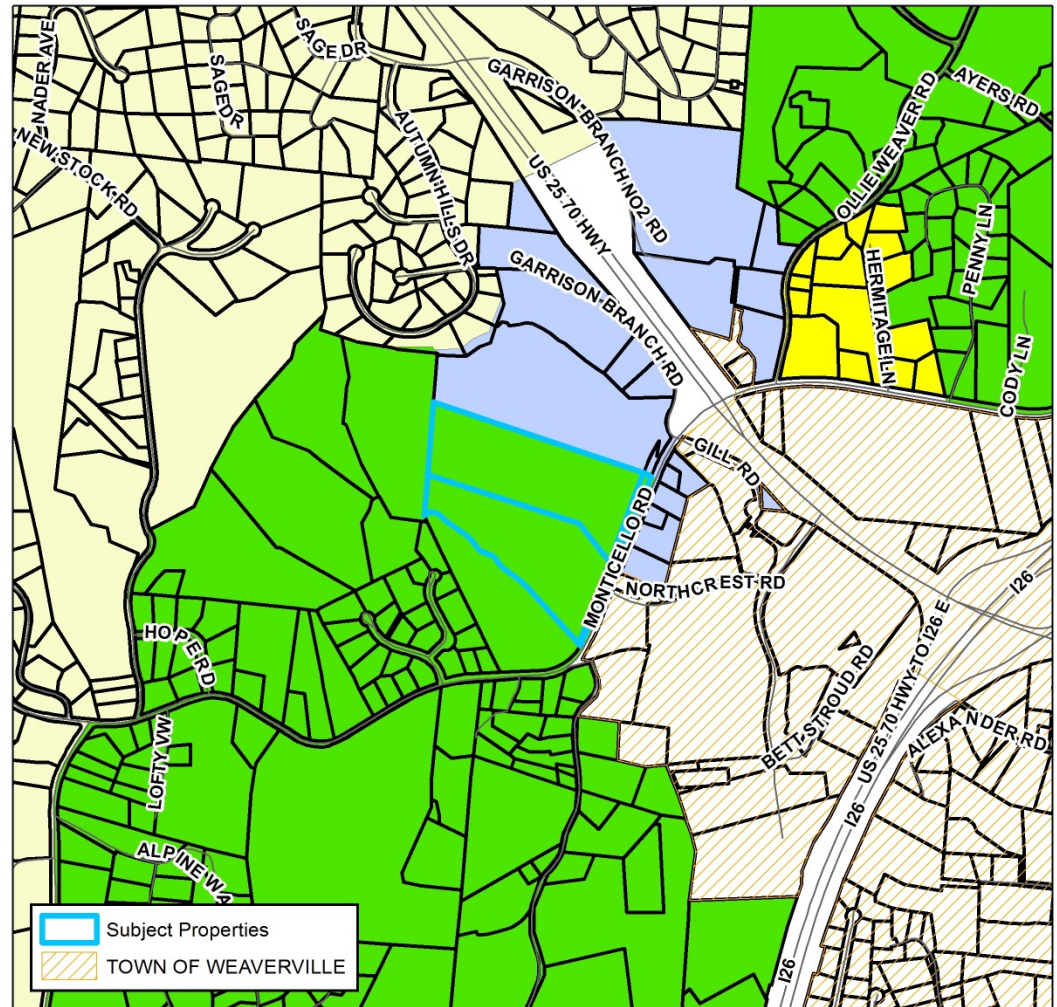 NADER AVE
SAGE DR
SAGE DR
GARRISON BRANCH NO2 RD
AYERS RD
NEW STOCK RD
AUTUMN HILLS DR
US 25-70 HWY
OLLIE WEAVER RD
PENNY LN
HERMITAGE LN
GARRISON BRANCH RD
CODY LN
GILL RD
MONTICELLO RD
NORTHCREST RD
HOPE RD
LOFTY VW
BETT STROUD RD
I26
I26 - US 25-70 HWY TO I26 E
ALEXANDER RD
ALPINE WA
I26
Subject Properties
TOWN OF WEAVERVILLE